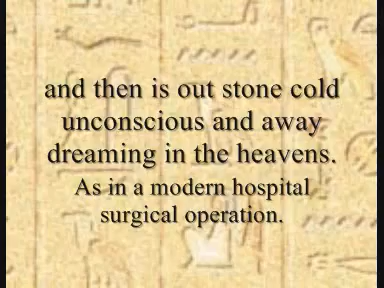 and then is out stone cold
unconscious and away
dreaming in the heavens.
As in a modern hospital
surgical operation.